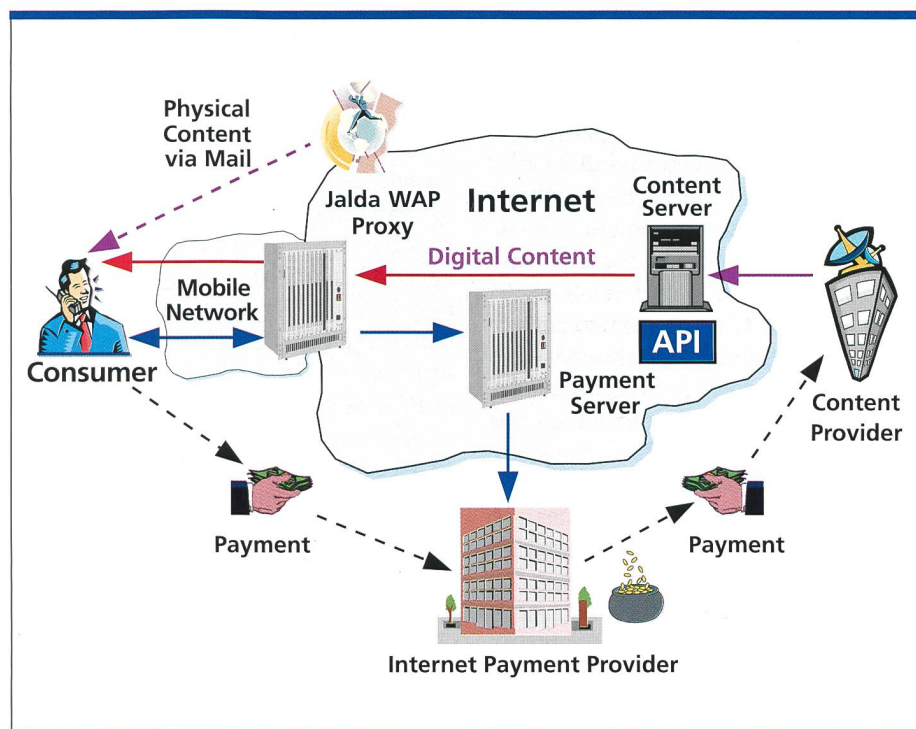 Physical
Content
via Mail
Jalda WAP
Proxy
Internet
Content
Server
Digital Content
Mobile
Network
API
Consumer
Payment
Server
Content
Provider
Payment
Payment
Internet Payment Provider